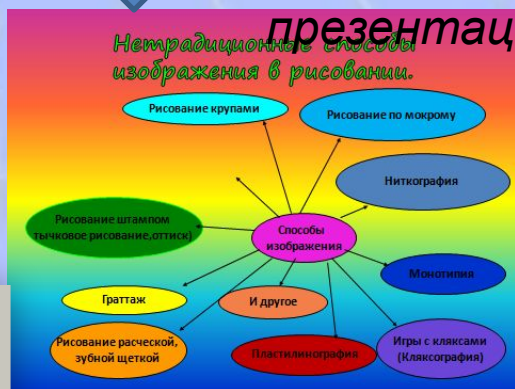 презентац
Нетрадиционные способы
изображения в рисовании.
Рисование крупами
Рисование по мокрому
Ниткография
Рисование штампом
тычковое рисование,оттиск)
Способы
изображения
Монотипия
Граттаж
И другое
Рисование расческой,
зубной щеткой
Пластилинография
Игры с кляксами
(Кляксография)